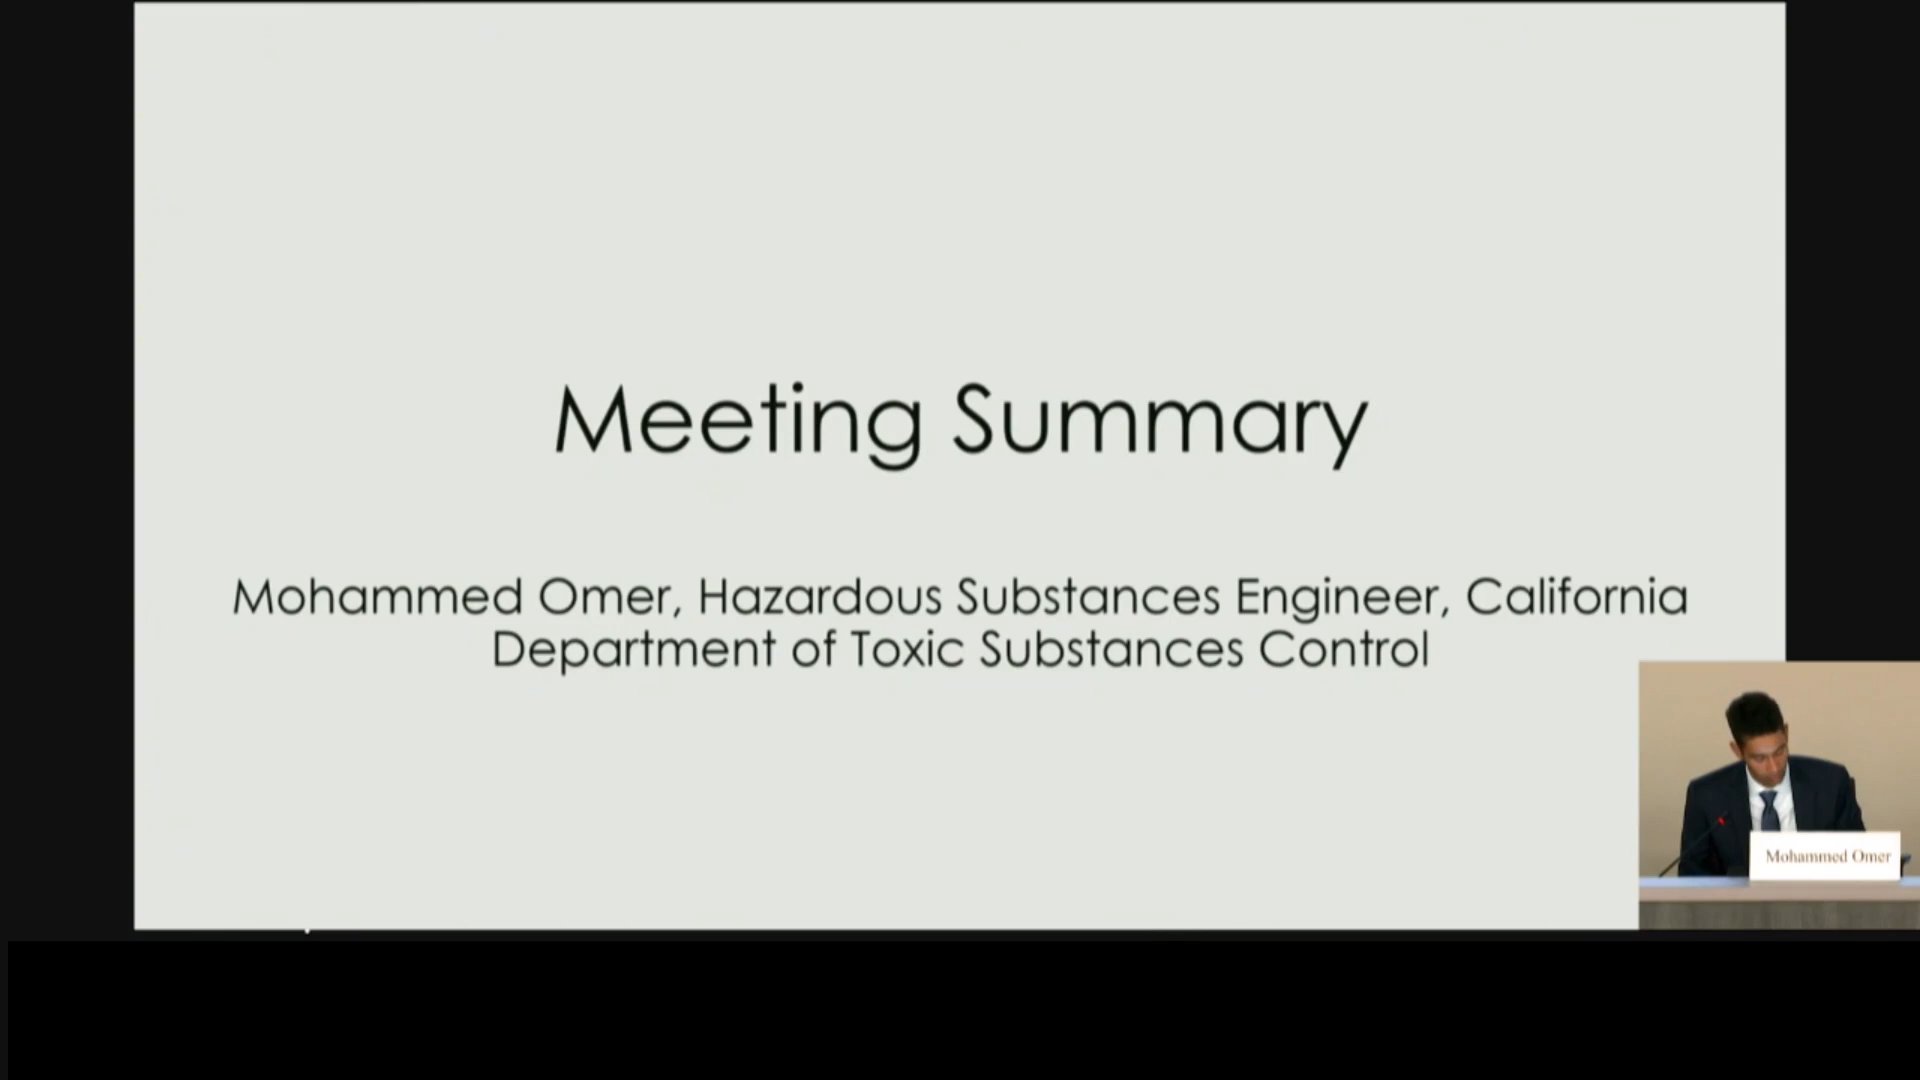 Meeting Summary
Mohammed Omer, Hazardous Substances Engineer, California
Department of Toxic Substances Control
Mohammed Omer